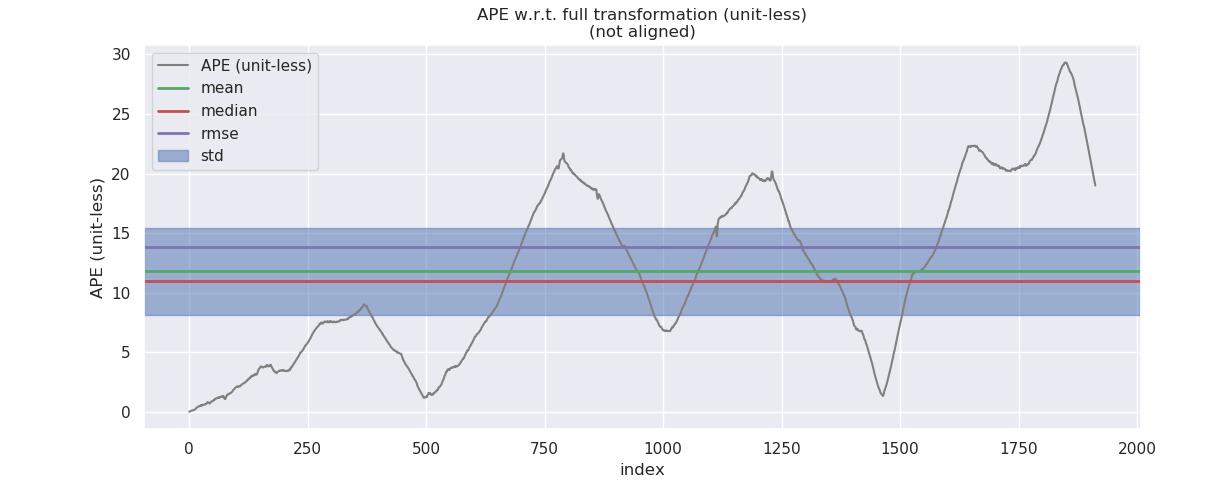 APE w.r.t. full transformation (unit-less)
(not aligned)
APE (unit-less)
mean
median
rmse
std
APE (unit-less)
30
25
20
15
10
5
0
0 250 500 750 1000 1250 1500 1750 2000
index